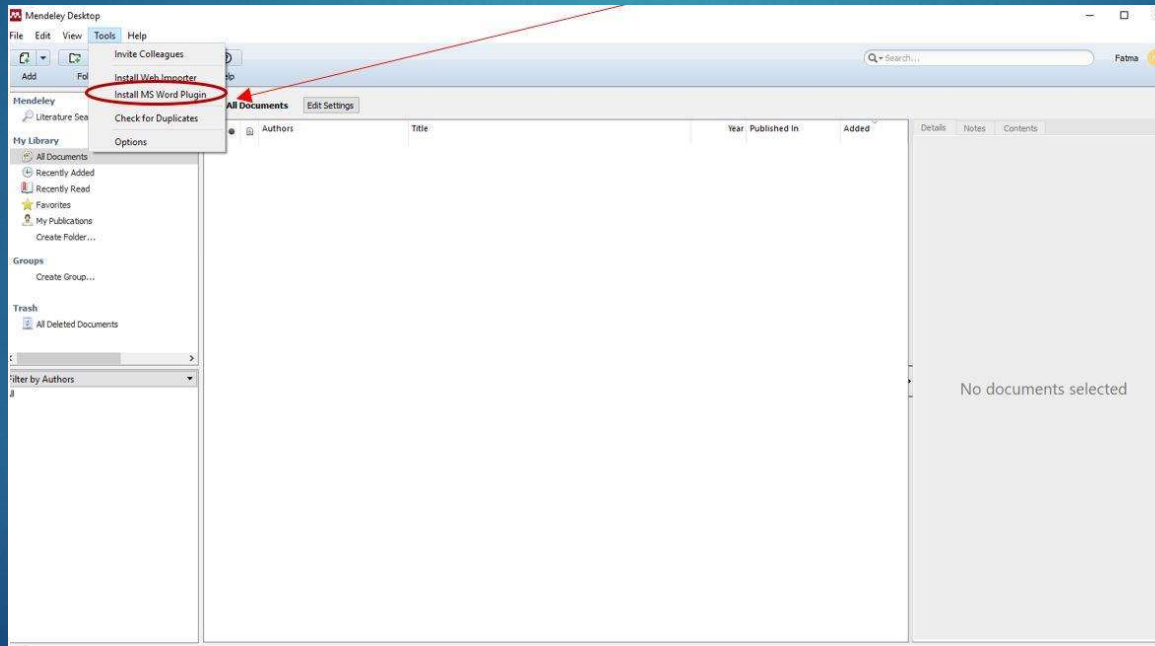 Mendeley Desktop
File Edit View Tools Help
Invite Colleagues
Install Web Importer
Install MS Word Plugin
Check for Duplicates
Options
Add
Search...
Fatma
Mendeley
All Documents Edit Settings
My Library
All Documents
Recently Added
Recently Read
Favorites
My Publications
Create Folder...
Groups
Create Group...
Trash
All Deleted Documents
Filter by Authors
Authors Title Year Published In Added
Details Notes Contents
No documents selected